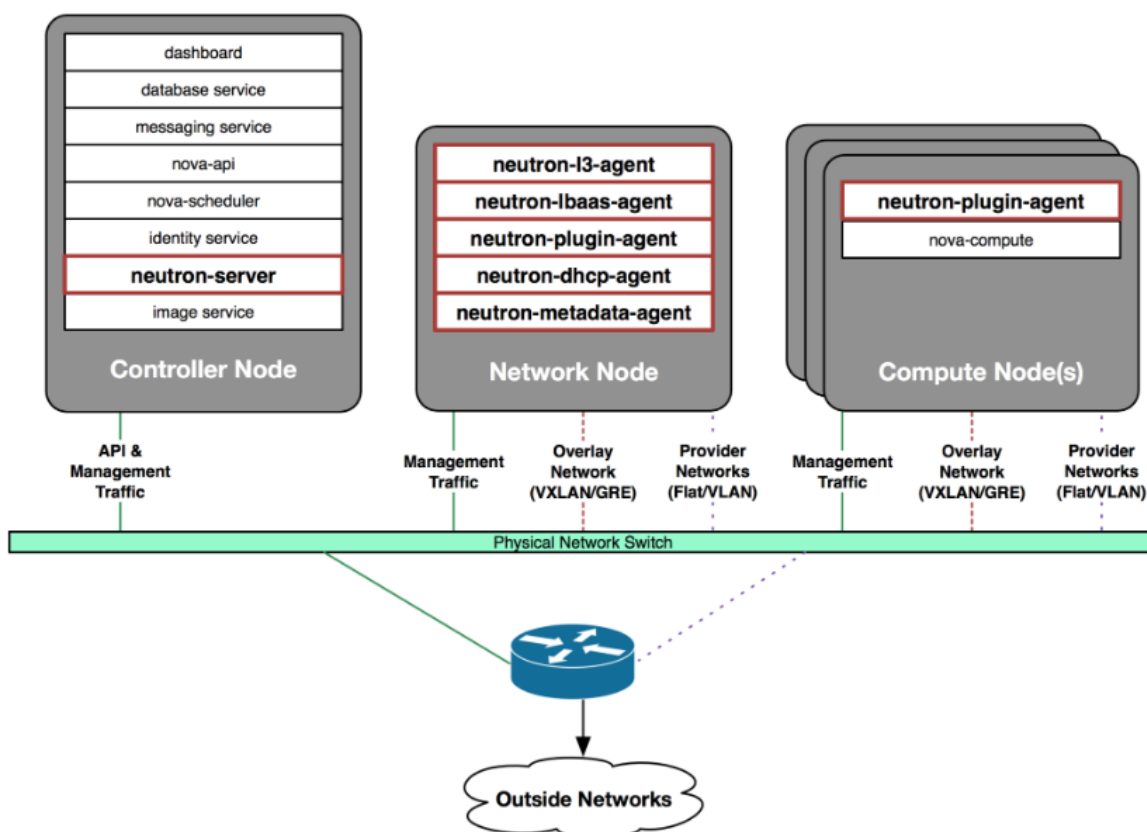 dashboard
database service
messaging service
nova-api
nova-scheduler
identity service
neutron-server
image service
Controller Node
neutron-l3-agent
neutron-lbaas-agent
neutron-plugin-agent
neutron-dhcp-agent
neutron-metadata-agent
Network Node
neutron-plugin-agent
nova-compute
Compute Node(s)
API &
Management
Traffic
Management
Traffic
Overlay
Network
(VXLAN/GRE)
Provider
Networks
(Flat/VLAN)
Management
Traffic
Overlay
Network
(VXLAN/GRE)
Provider
Networks
(Flat/VLAN)
Physical Network Switch
Outside Networks